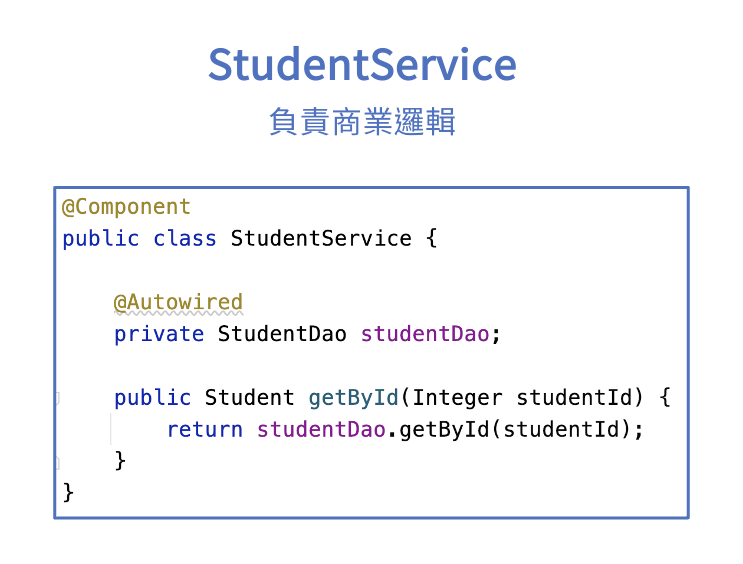 StudentService
負責商業邏輯
@Component
public class StudentService {
@Autowired
private StudentDao studentDao;
public Student getById(Integer studentId) {
return studentDao.getById(studentId);
}
}